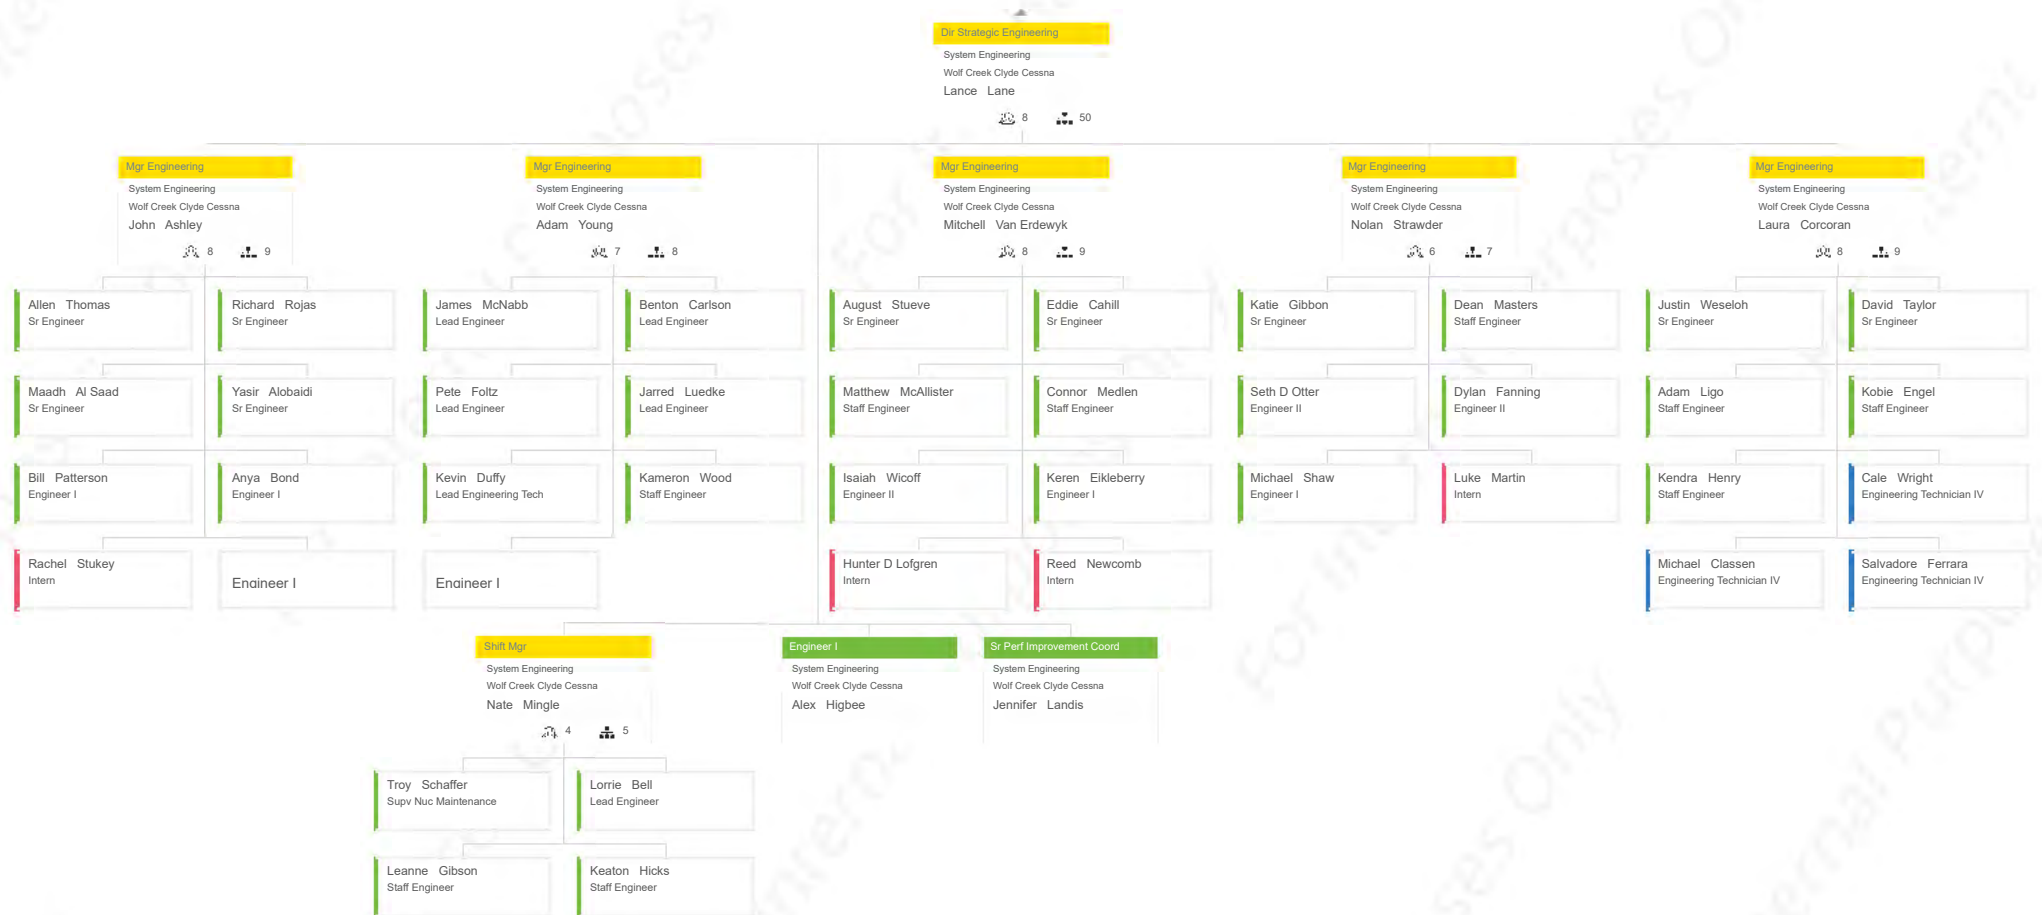 Dir Strategic Engineering
System Engineering
Wolf Creek Clyde Cessna
Lance Lane
8 50
Mgr Engineering
System Engineering
Wolf Creek Clyde Cessna
John Ashley
8 9
Mgr Engineering
System Engineering
Wolf Creek Clyde Cessna
Adam Young
7 8
Mgr Engineering
System Engineering
Wolf Creek Clyde Cessna
Mitchell Van Erdewyk
8 9
Mgr Engineering
System Engineering
Wolf Creek Clyde Cessna
Nolan Strawder
6 7
Mgr Engineering
System Engineering
Wolf Creek Clyde Cessna
Laura Corcoran
8 9
Allen Thomas
Sr Engineer
Richard Rojas
Sr Engineer
Maadh Al Saad
Sr Engineer
Yasir Alobaidi
Sr Engineer
Bill Patterson
Engineer I
Anya Bond
Engineer I
Rachel Stukey
Intern
Engineer I
James McNabb
Lead Engineer
Benton Carlson
Lead Engineer
Pete Foltz
Lead Engineer
Jarred Luedke
Lead Engineer
Kevin Duffy
Lead Engineering Tech
Kameron Wood
Staff Engineer
Engineer I
August Stueve
Sr Engineer
Eddie Cahill
Sr Engineer
Matthew McAllister
Staff Engineer
Connor Medlen
Staff Engineer
Isaiah Wicoff
Engineer II
Keren Eikleberry
Engineer I
Hunter D Lofgren
Intern
Reed Newcomb
Intern
Katie Gibbon
Sr Engineer
Dean Masters
Staff Engineer
Seth D Otter
Engineer II
Dylan Fanning
Engineer II
Michael Shaw
Engineer I
Luke Martin
Intern
Justin Weseloh
Sr Engineer
David Taylor
Sr Engineer
Adam Ligo
Staff Engineer
Kobie Engel
Staff Engineer
Kendra Henry
Staff Engineer
Cale Wright
Engineering Technician IV
Michael Classen
Engineering Technician IV
Salvadore Ferrara
Engineering Technician IV
Shift Mgr
System Engineering
Wolf Creek Clyde Cessna
Nate Mingle
4 5
Engineer I
System Engineering
Wolf Creek Clyde Cessna
Alex Higbee
Sr Perf Improvement Coord
System Engineering
Wolf Creek Clyde Cessna
Jennifer Landis
Troy Schaffer
Supv Nuc Maintenance
Lorrie Bell
Lead Engineer
Leanne Gibson
Staff Engineer
Keaton Hicks
Staff Engineer